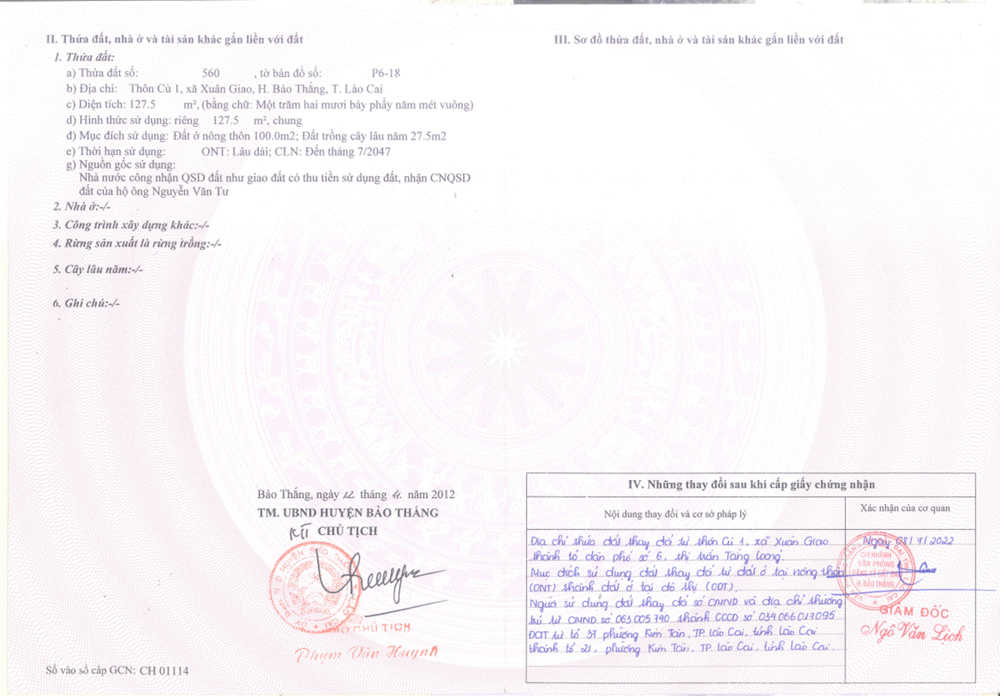 II. Thửa đất, nhà ở và tài sản khác gắn liền với đất
1. Thửa đất:
a) Thửa đất số: 560 , tờ bản đồ số: P6-18
b) Địa chỉ: Thôn Cù 1, xã Xuân Giao, H. Bảo Thắng, T. Lào Cai
c) Diện tích: 127.5 m², (bằng chữ: Một trăm hai mươi bảy phẩy năm mét vuông)
d) Hình thức sử dụng: riêng 127.5 m², chung
đ) Mục đích sử dụng: Đất ở nông thôn 100.0m2; Đất trồng cây lâu năm 27.5m2
e) Thời hạn sử dụng: ONT: Lâu dài; CLN: Đến tháng 7/2047
g) Nguồn gốc sử dụng:
Nhà nước công nhận QSD đất như giao đất có thu tiền sử dụng đất, nhận CNQSD
đất của hộ ông Nguyễn Văn Tư
2. Nhà ở:-/-
3. Công trình xây dựng khác:-/-
4. Rừng sản xuất là rừng trồng:-/-
5. Cây lâu năm:-/-
6. Ghi chú:-/-
Bảo Thắng, ngày 12 tháng 4 năm 2012
TM. UBND HUYỆN BẢO THẮNG
KT CHỦ TỊCH
PHÓ CHỦ TỊCH
Phạm Văn Huynh
Số vào sổ cấp GCN: CH 01114
III. Sơ đồ thửa đất, nhà ở và tài sản khác gắn liền với đất
IV. Những thay đổi sau khi cấp giấy chứng nhận
Nội dung thay đổi và cơ sở pháp lý
Xác nhận của cơ quan
Địa chỉ thửa đất thay đổi từ thôn Cù 1, xã Xuân Giao
thành tổ dân phố số 6, thị trấn Tằng Loỏng.
Mục đích sử dụng đất thay đổi từ đất ở tại nông thôn
(ONT) thành đất ở tại đô thị (ODT).
Người sử dụng đất thay đổi số CMND và địa chỉ thường
trú từ CMND số 063 005 740 thành CCCD số 034066017095
ĐCTT từ tổ 37 phường Kim Tân, TP. Lào Cai, tỉnh Lào Cai
thành tổ 21, phường Kim Tân, TP. Lào Cai, tỉnh Lào Cai.
Ngày 08/7/2022
CHI NHÁNH
VĂN PHÒNG
ĐĂNG KÝ ĐẤT ĐAI
H. BẢO THẮNG
GIÁM ĐỐC
Ngô Văn Lịch